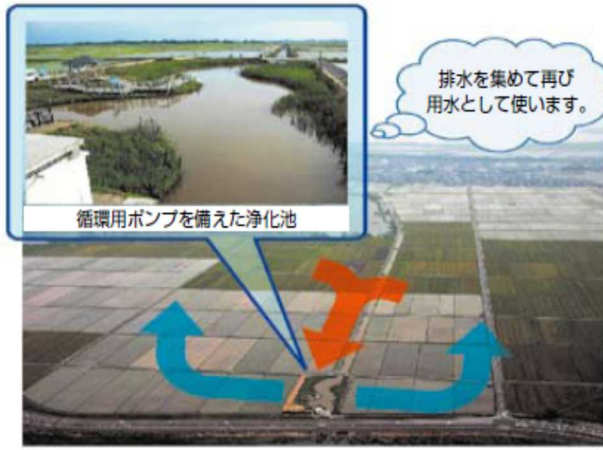 排水を集めて再び
用水として使います。
循環用ポンプを備えた浄化池